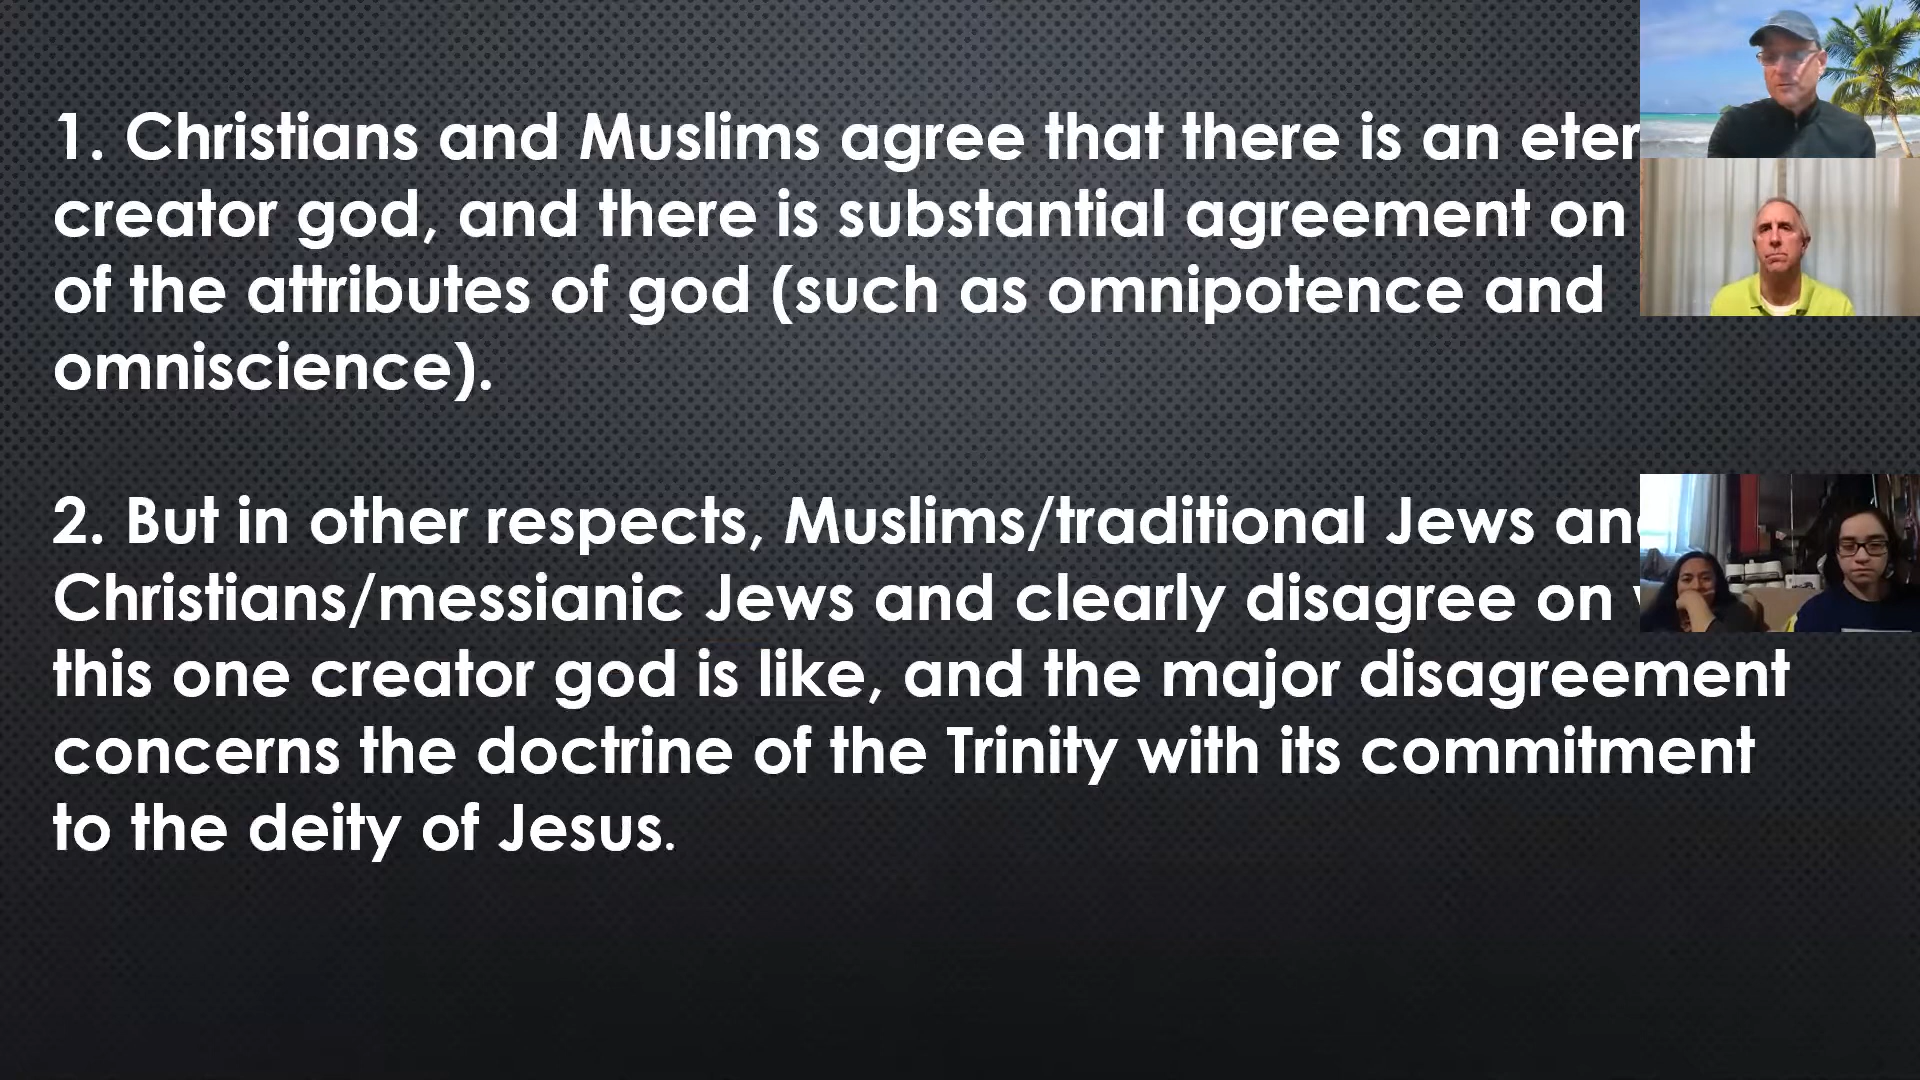 1. Christians and Muslims agree that there is an
creator god, and there is substantial agreement on
of the attributes of god (such as omnipotence and
omniscience).
2. But in other respects, Muslims/traditional Jews
Christians/messianic Jews and clearly disagree on
this one creator god is like, and the major disagreement
concerns the doctrine of the Trinity with its commitment
to the deity of Jesus.